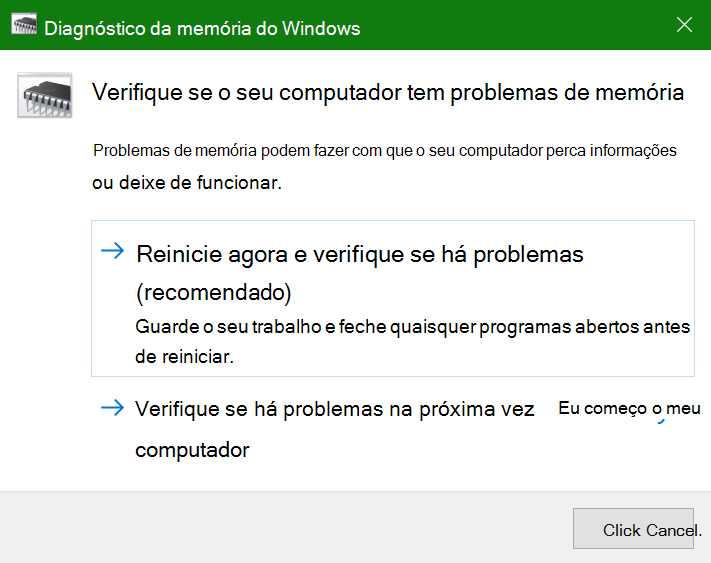 Diagnóstico da memória do Windows
Verifique se o seu computador tem problemas de memória
Problemas de memória podem fazer com que o seu computador perca informações
ou deixe de funcionar.
Reinicie agora e verifique se há problemas
(recomendado)
Guarde o seu trabalho e feche quaisquer programas abertos antes
de reiniciar.
Verifique se há problemas na próxima vez Eu começo o meu
computador
Click Cancel.